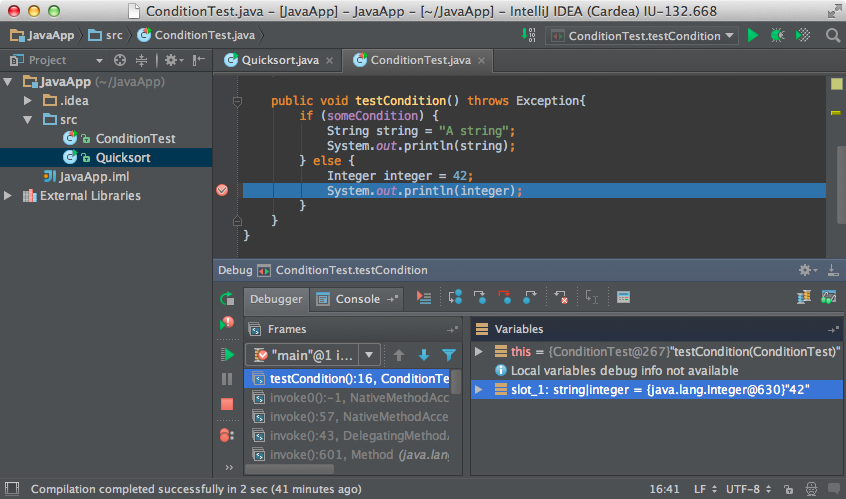 ConditionTest.java - [JavaApp] - JavaApp - [~/JavaApp] - IntelliJ IDEA (Cardea) IU-132.668
JavaApp src ConditionTest.java ConditionTest.testCondition
Project
Quicksort.java ConditionTest.java
JavaApp (~/JavaApp)
.idea
src
ConditionTest
Quicksort
JavaApp.iml
External Libraries
public void testCondition() throws Exception{
if (someCondition) {
String string = "A string";
System.out.println(string);
} else {
Integer integer = 42;
System.out.println(integer);
}
}
}
Debug ConditionTest.testCondition
Debugger Console
Frames
"main"@1 i...
testCondition():16, ConditionTe
invoke0():-1, NativeMethodAcce
invoke():57, NativeMethodAcce
invoke():43, DelegatingMethodA
invoke():601, Method (java.lang
Variables
this = {ConditionTest@267}"testCondition(ConditionTest)"
Local variables debug info not available
slot_1: string|integer = {java.lang.Integer@630}"42"
Compilation completed successfully in 2 sec (41 minutes ago) 16:41 LF UTF-8